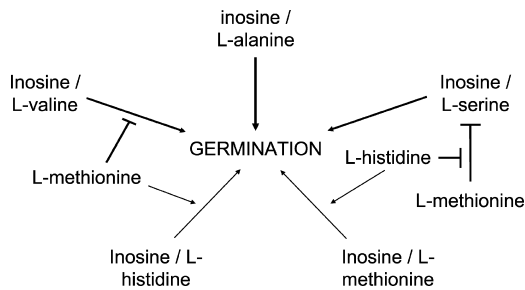 inosine /
L-alanine
Inosine /
L-valine
Inosine /
L-serine
GERMINATION
L-histidine
L-methionine
L-methionine
Inosine / L-
histidine
Inosine / L-
methionine